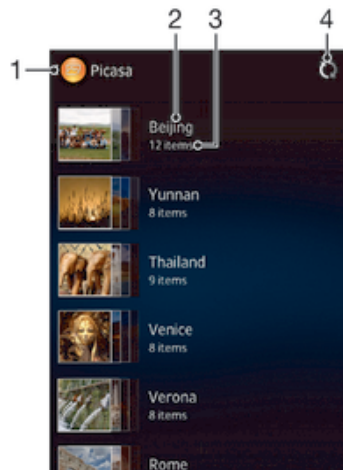 2 3 4
1 Picasa
Beijing
12 items
Yunnan
8 items
Thailand
9 items
Venice
8 items
Verona
8 items
Rome